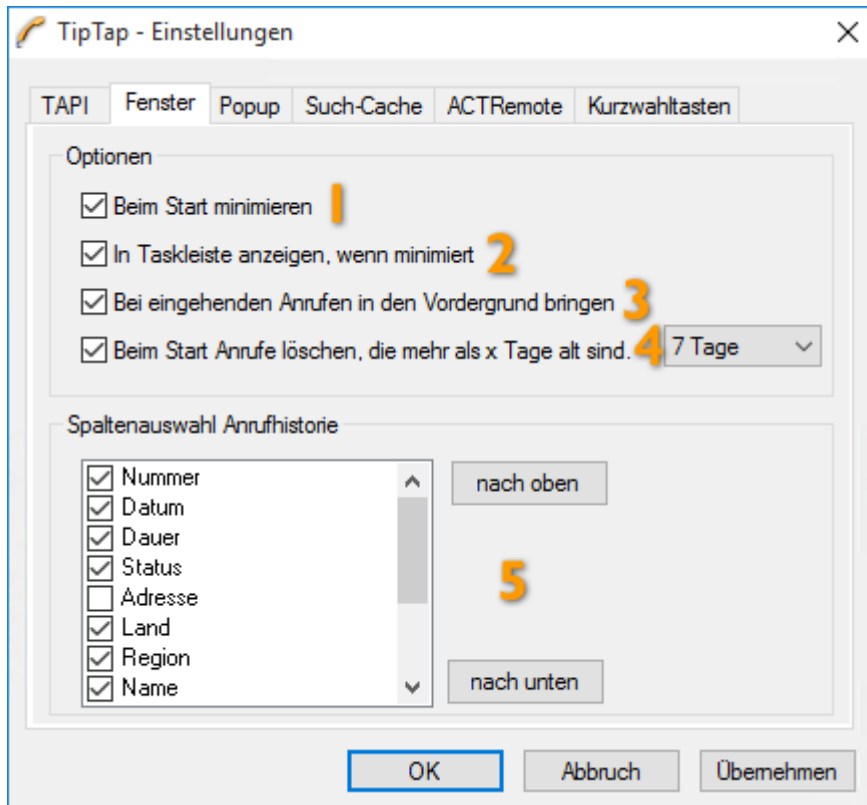 TipTap - Einstellungen
TAPI Fenster Popup Such-Cache ACTRemote Kurzwahltasten
Optionen
Beim Start minimieren 1
In Taskleiste anzeigen, wenn minimiert 2
Bei eingehenden Anrufen in den Vordergrund bringen 3
Beim Start Anrufe löschen, die mehr als x Tage alt sind. 4 7 Tage
Spaltenauswahl Anrufhistorie
Nummer
Datum
Dauer
Status
Adresse
Land
Region
Name
nach oben
5
nach unten
OK Abbruch Übernehmen